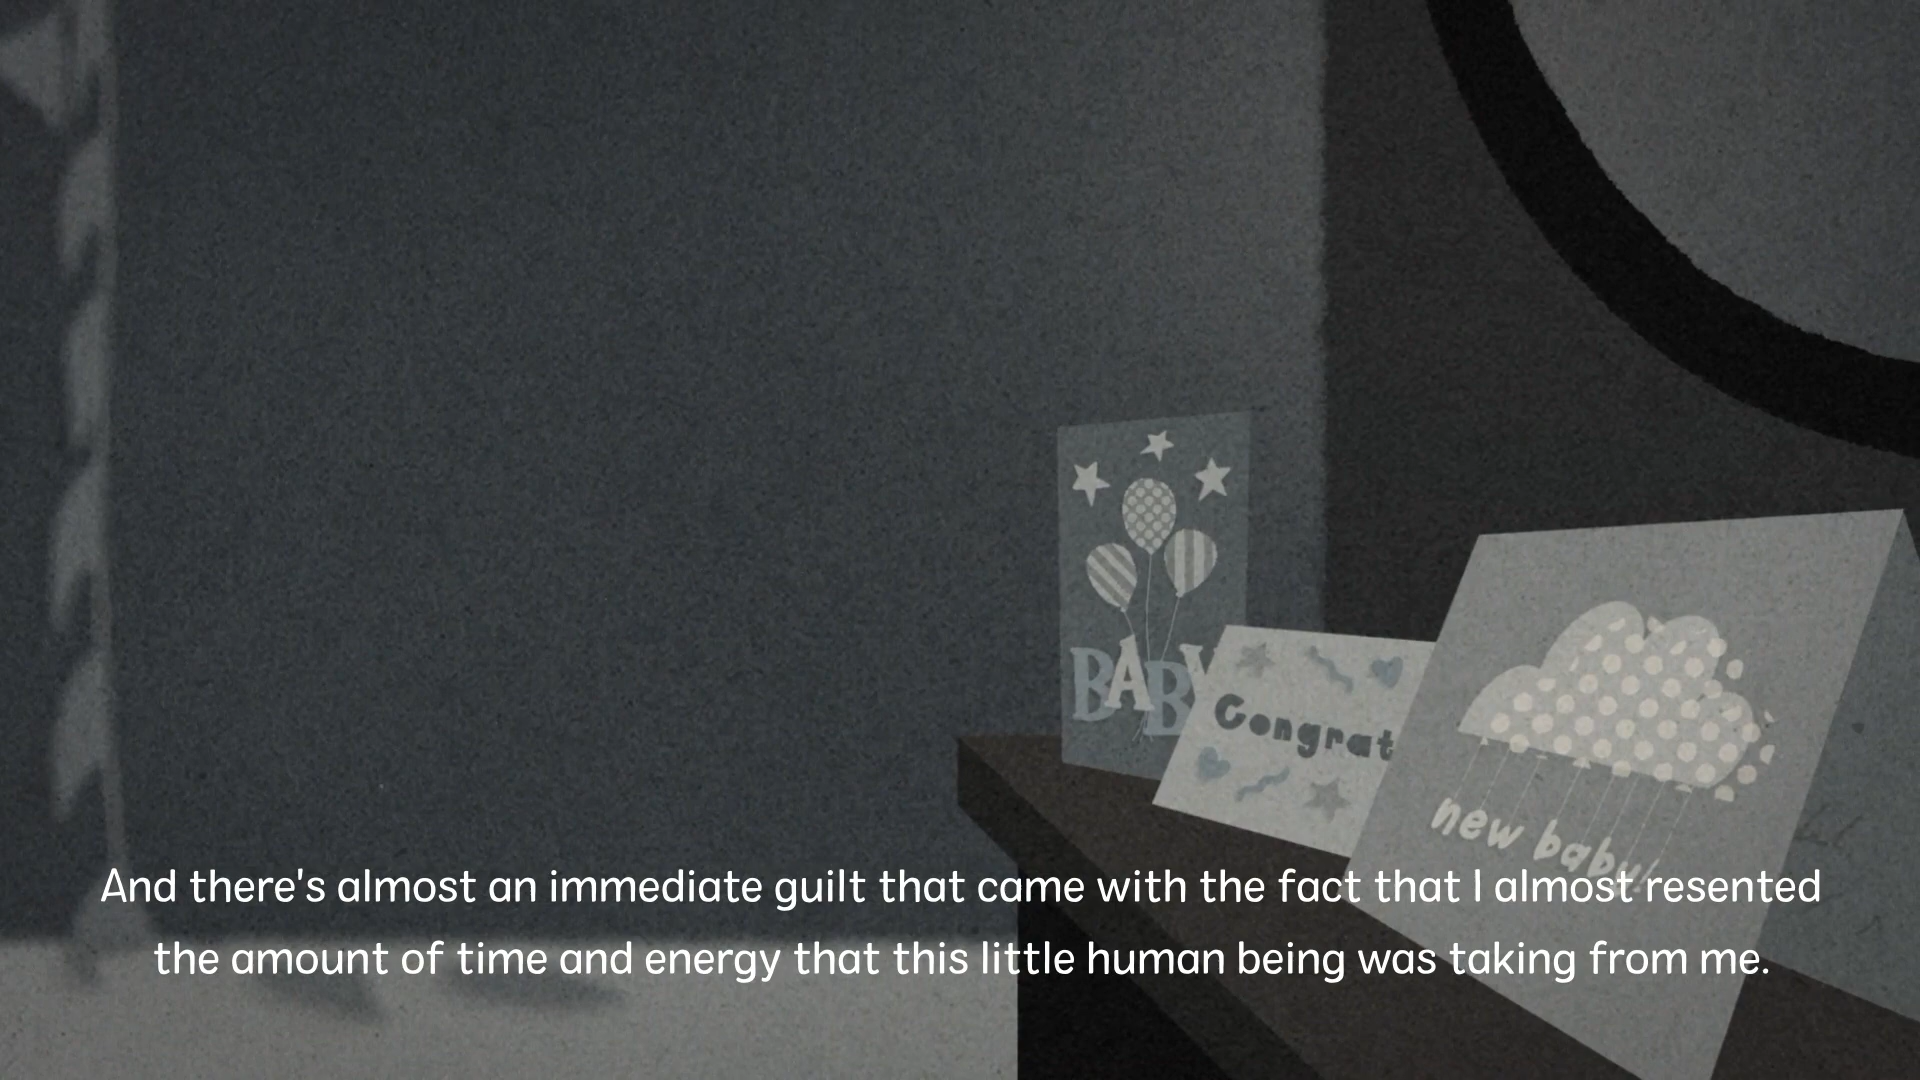 BABY
Congrat
new baby!
And there's almost an immediate guilt that came with the fact that I almost resented
the amount of time and energy that this little human being was taking from me.